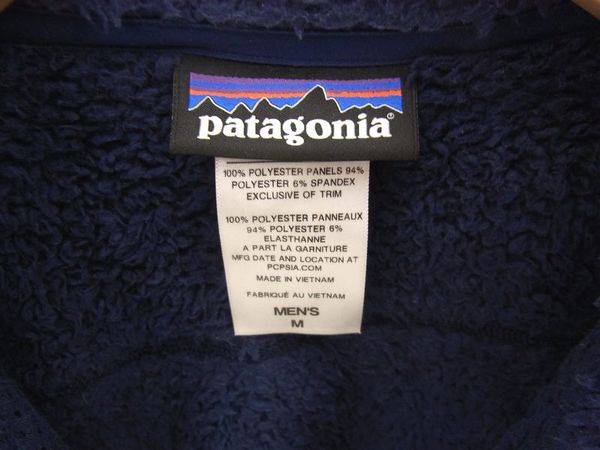 patagonia®
100% POLYESTER PANELS 94%
POLYESTER 6% SPANDEX
EXCLUSIVE OF TRIM
100% POLYESTER PANNEAUX
94% POLYESTER 6%
ELASTHANNE
A PART LA GARNITURE
MFG DATE AND LOCATION AT
PCPSIA.COM
MADE IN VIETNAM
FABRIQUÉ AU VIETNAM
MEN'S
M